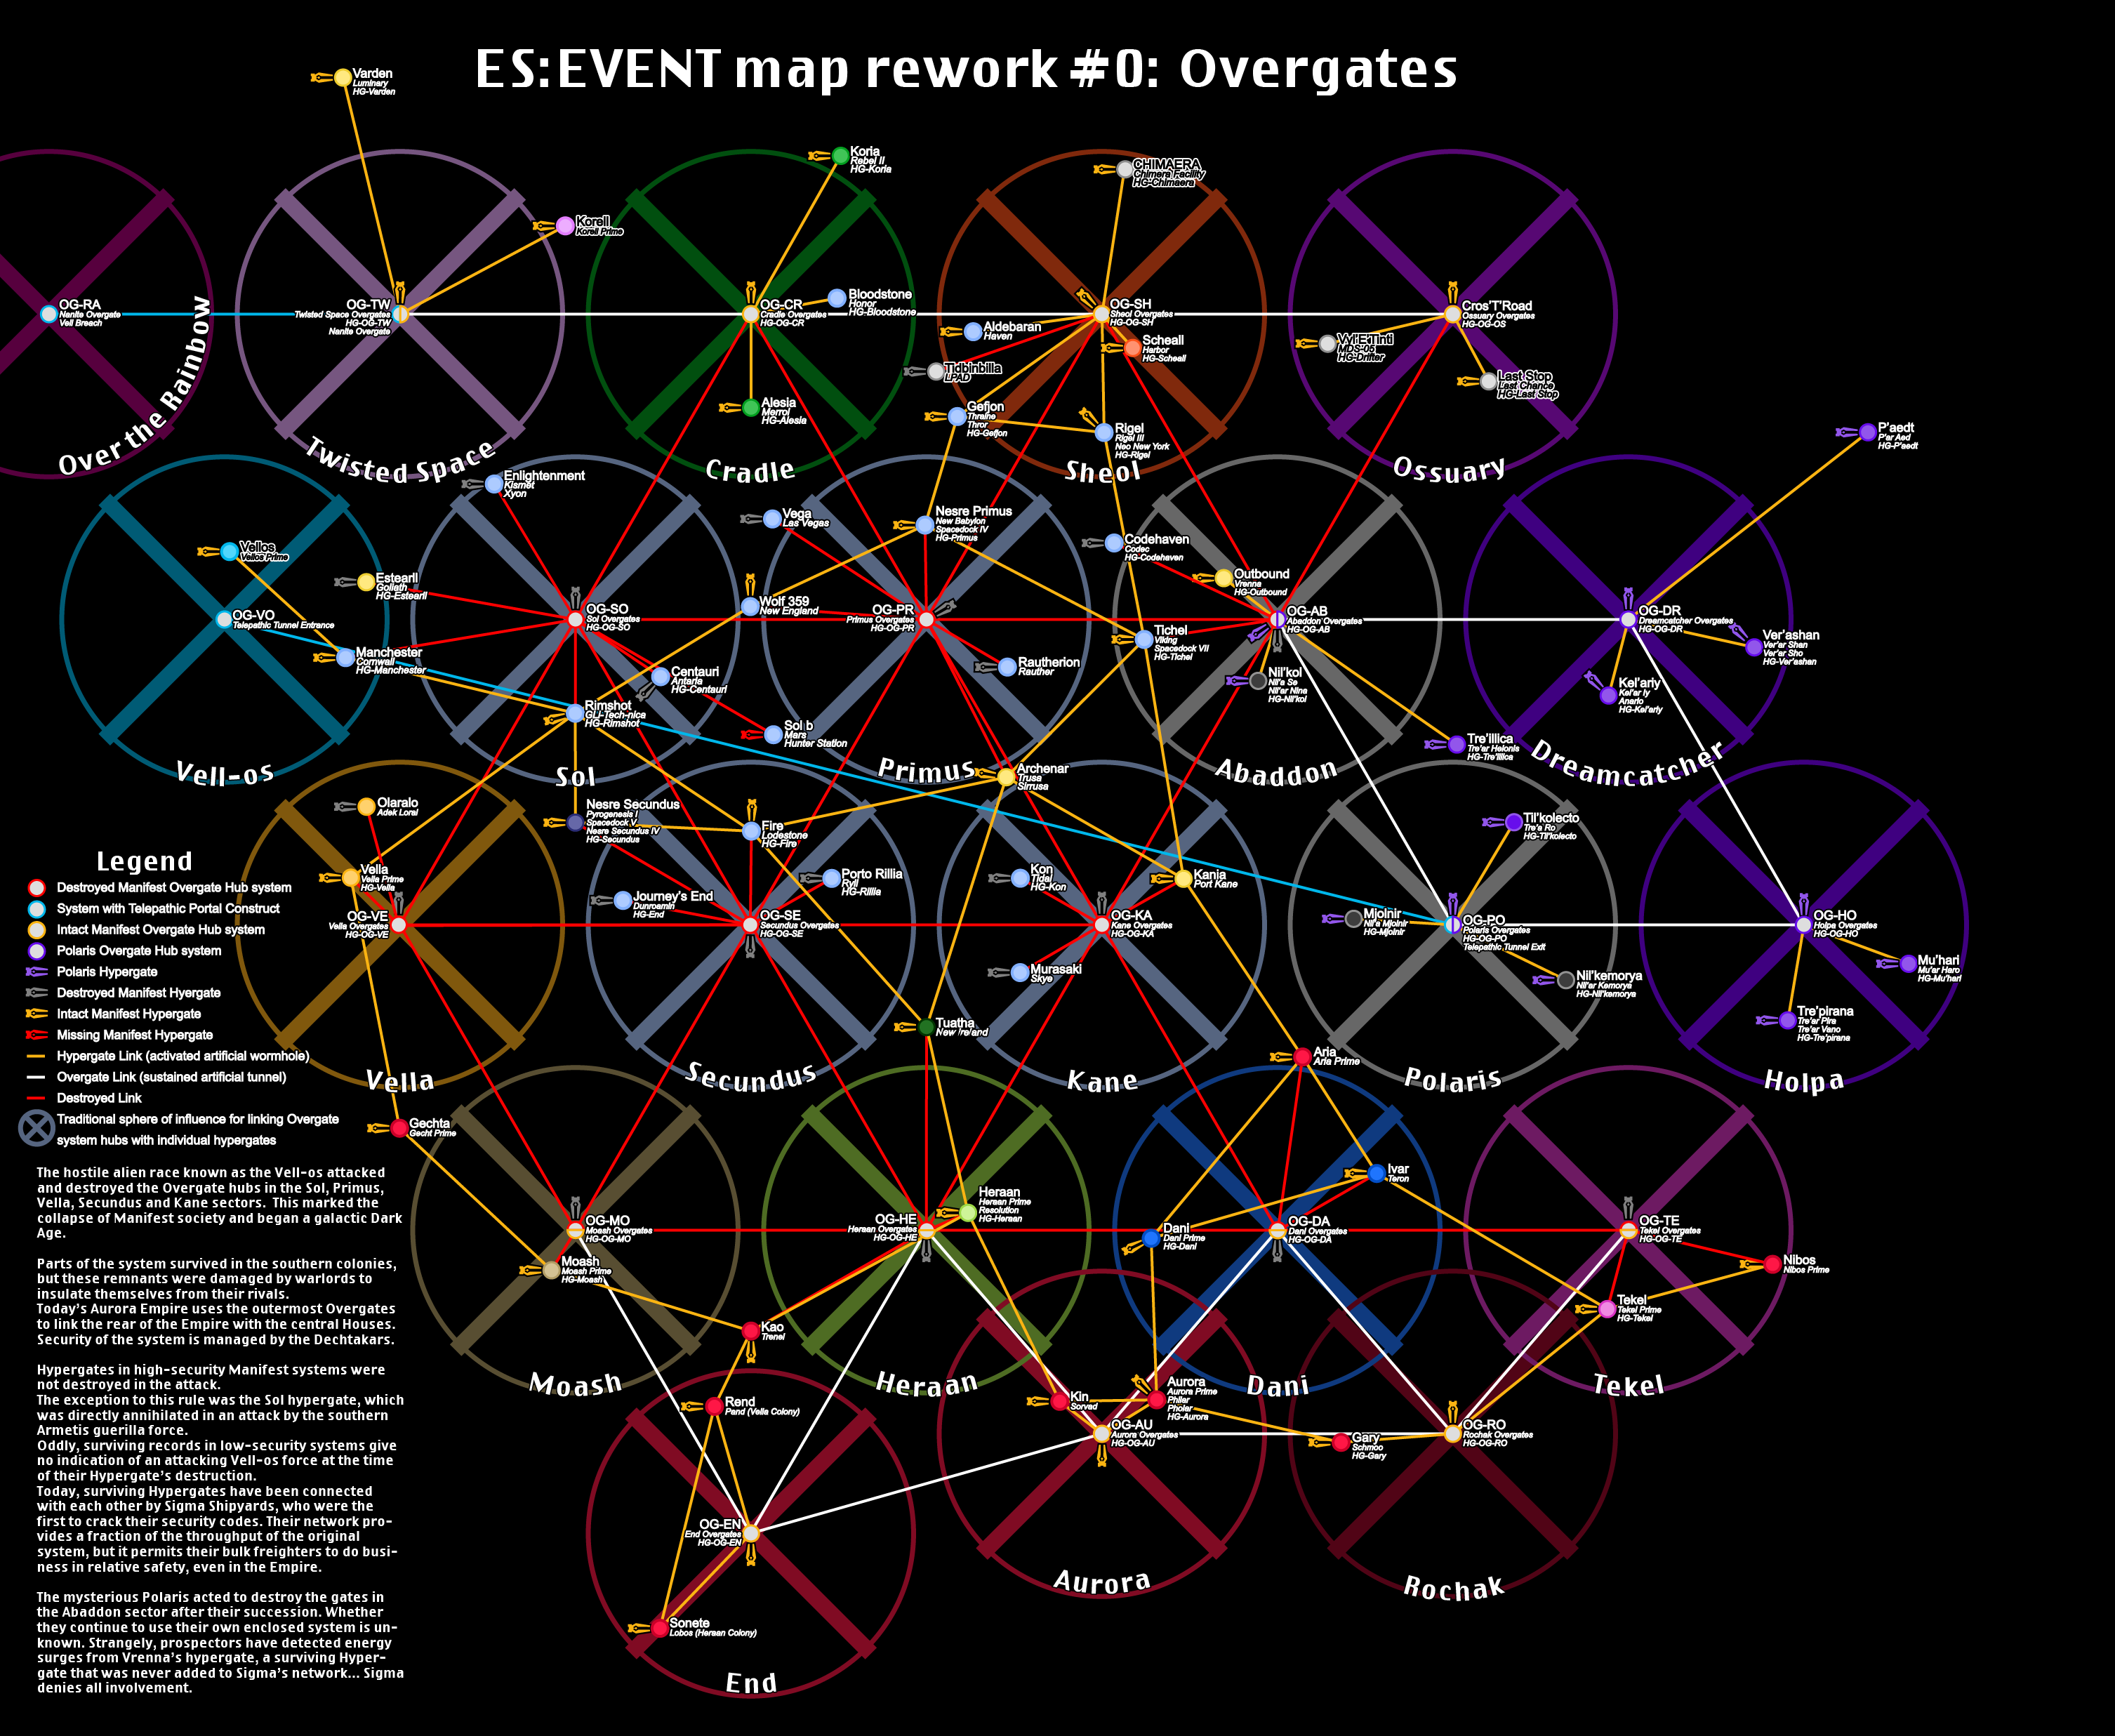 ES:EVENT map rework #0: Overgates
Varden
Luminary
HG-Varden
Korell
Korell Prime
Koria
Rebel II
HG-Koria
CHIMAERA
Chimera Facility
HG-Chimaera
OG-RA
Nanite Overgate
Veil Breach
OG-TW
Twisted Space Overgates
HG-OG-TW
Nanite Overgate
OG-CR
Cradle Overgates
HG-OG-CR
Bloodstone
Honor
HG-Bloodstone
OG-SH
Sheol Overgates
HG-OG-SH
Aldebaran
Haven
Scheall
Harbor
HG-Scheall
Tidbinbilla
LPAD
Cros'T'Road
Ossuary Overgates
HG-OG-OS
Vyl'E'Tinti
MDS-06
HG-Drifter
Last Stop
Last Chance
HG-Last Stop
Alesia
Merrol
HG-Alesia
Gefjon
Thraine
Thror
HG-Gefjon
Rigel
Rigel III
Neo New York
HG-Rigel
P'aedt
P'ar Aed
HG-P'aedt
Over the Rainbow
Twisted Space
Cradle
Sheol
Ossuary
Enlightenment
Kismet
Xyon
Vega
Las Vegas
Nesre Primus
New Babylon
Spacedock IV
HG-Primus
Codehaven
Codec
HG-Codehaven
Vellos
Vellos Prime
Estearil
Goliath
HG-Estearil
Outbound
Vrenna
HG-Outbound
OG-VO
Telepathic Tunnel Entrance
OG-SO
Sol Overgates
HG-OG-SO
Wolf 359
New England
OG-PR
Primus Overgates
HG-OG-PR
OG-AB
Abaddon Overgates
HG-OG-AB
OG-DR
Dreamcatcher Overgates
HG-OG-DR
Tichel
Viking
Spacedock VII
HG-Tichel
Ver'ashan
Ver'ar Shan
Ver'ar Sho
HG-Ver'ashan
Manchester
Cornwall
HG-Manchester
Centauri
Antaria
HG-Centauri
Rautherion
Rauther
Nil'kol
Nil'a Se
Nil'ar Nina
HG-Nil'kol
Kel'ariy
Kel'ar Iy
Anario
HG-Kel'ariy
Rimshot
GLi-Tech-nica
HG-Rimshot
Sol b
Mars
Hunter Station
Tre'illica
Tre'ar Helonis
HG-Tre'illica
Vell-os
Sol
Primus
Abaddon
Dreamcatcher
Archenar
Trusa
Sirrusa
Olaralo
Adek Loral
Nesre Secundus
Pyrogenesis I
Spacedock V
Nesre Secundus IV
HG-Secundus
Fire
Lodestone
HG-Fire
Til'kolecto
Tre'a Ro
HG-Til'kolecto
Legend
Destroyed Manifest Overgate Hub system
System with Telepathic Portal Construct
Intact Manifest Overgate Hub system
Polaris Overgate Hub system
Polaris Hypergate
Destroyed Manifest Hyergate
Intact Manifest Hypergate
Missing Manifest Hypergate
Hypergate Link (activated artificial wormhole)
Overgate Link (sustained artificial tunnel)
Destroyed Link
Traditional sphere of influence for linking Overgate
system hubs with individual hypergates
Vella
Vella Prime
HG-Vella
Journey's End
Dunroamin
HG-End
Porto Rillia
Ryll
HG-Rillia
Kon
Tidal
HG-Kon
Kania
Port Kane
OG-VE
Vella Overgates
HG-OG-VE
OG-SE
Secundus Overgates
HG-OG-SE
OG-KA
Kane Overgates
HG-OG-KA
Mjolnir
Nil'a Mjolnir
HG-Mjolnir
OG-PO
Polaris Overgates
HG-OG-PO
Telepathic Tunnel Exit
OG-HO
Holpa Overgates
HG-OG-HO
Murasaki
Skye
Nil'kemorya
Nil'ar Kemorya
HG-Nil'kemorya
Mu'hari
Mu'ar Haro
HG-Mu'hari
Tuatha
New Ireland
Tre'pirana
Tre'ar Pira
Tre'ar Vano
HG-Tre'pirana
Vella
Secundus
Kane
Polaris
Holpa
Aria
Aria Prime
Gechta
Gecht Prime
Ivar
Teron
The hostile alien race known as the Vell-os attacked
and destroyed the Overgate hubs in the Sol, Primus,
Vella, Secundus and Kane sectors. This marked the
collapse of Manifest society and began a galactic Dark
Age.
Parts of the system survived in the southern colonies,
but these remnants were damaged by warlords to
insulate themselves from their rivals.
Today's Aurora Empire uses the outermost Overgates
to link the rear of the Empire with the central Houses.
Security of the system is managed by the Dechtakars.
Hypergates in high-security Manifest systems were
not destroyed in the attack.
The exception to this rule was the Sol hypergate, which
was directly annihilated in an attack by the southern
Armetis guerilla force.
Oddly, surviving records in low-security systems give
no indication of an attacking Vell-os force at the time
of their Hypergate's destruction.
Today, surviving Hypergates have been connected
with each other by Sigma Shipyards, who were the
first to crack their security codes. Their network pro-
vides a fraction of the throughput of the original
system, but it permits their bulk freighters to do busi-
ness in relative safety, even in the Empire.
The mysterious Polaris acted to destroy the gates in
the Abaddon sector after their succession. Whether
they continue to use their own enclosed system is un-
known. Strangely, prospectors have detected energy
surges from Vrenna's hypergate, a surviving Hyper-
gate that was never added to Sigma's network... Sigma
denies all involvement.
OG-MO
Moash Overgates
HG-OG-MO
OG-HE
Heraan Overgates
HG-OG-HE
Heraan
Heraan Prime
Resolution
HG-Heraan
Dani
Dani Prime
HG-Dani
OG-DA
Dani Overgates
HG-OG-DA
OG-TE
Tekel Overgates
HG-OG-TE
Moash
Moash Prime
HG-Moash
Nibos
Nibos Prime
Tekel
Tekel Prime
HG-Tekel
Kao
Trenel
Moash
Heraan
Dani
Tekel
Rend
Pand (Vella Colony)
Kin
Sorvad
Aurora
Aurora Prime
Philar
Pholar
HG-Aurora
OG-AU
Aurora Overgates
HG-OG-AU
Gary
Schmoo
HG-Gary
OG-RO
Rochak Overgates
HG-OG-RO
OG-EN
End Overgates
HG-OG-EN
Sonete
Lobos (Heraan Colony)
Aurora
Rochak
End